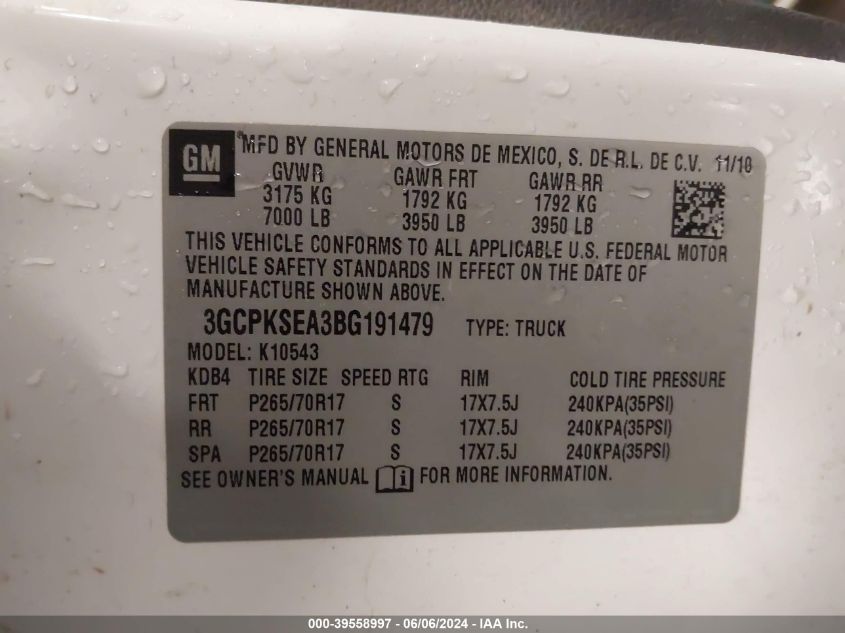 GM ® MFD BY GENERAL MOTORS DE MEXICO, S. DE R.L. DE C.V. 11/10
GVWR GAWR FRT GAWR RR
3175 KG 1792 KG 1792 KG
7000 LB 3950 LB 3950 LB
THIS VEHICLE CONFORMS TO ALL APPLICABLE U.S. FEDERAL MOTOR
VEHICLE SAFETY STANDARDS IN EFFECT ON THE DATE OF
MANUFACTURE SHOWN ABOVE.
3GCPKSEA3BG191479 TYPE: TRUCK
MODEL: K10543
KDB4 TIRE SIZE SPEED RTG RIM COLD TIRE PRESSURE
FRT P265/70R17 S 17X7.5J 240KPA(35PSI)
RR P265/70R17 S 17X7.5J 240KPA(35PSI)
SPA P265/70R17 S 17X7.5J 240KPA(35PSI)
SEE OWNER'S MANUAL i FOR MORE INFORMATION.
000-39558997 - 06/06/2024 - IAA Inc.